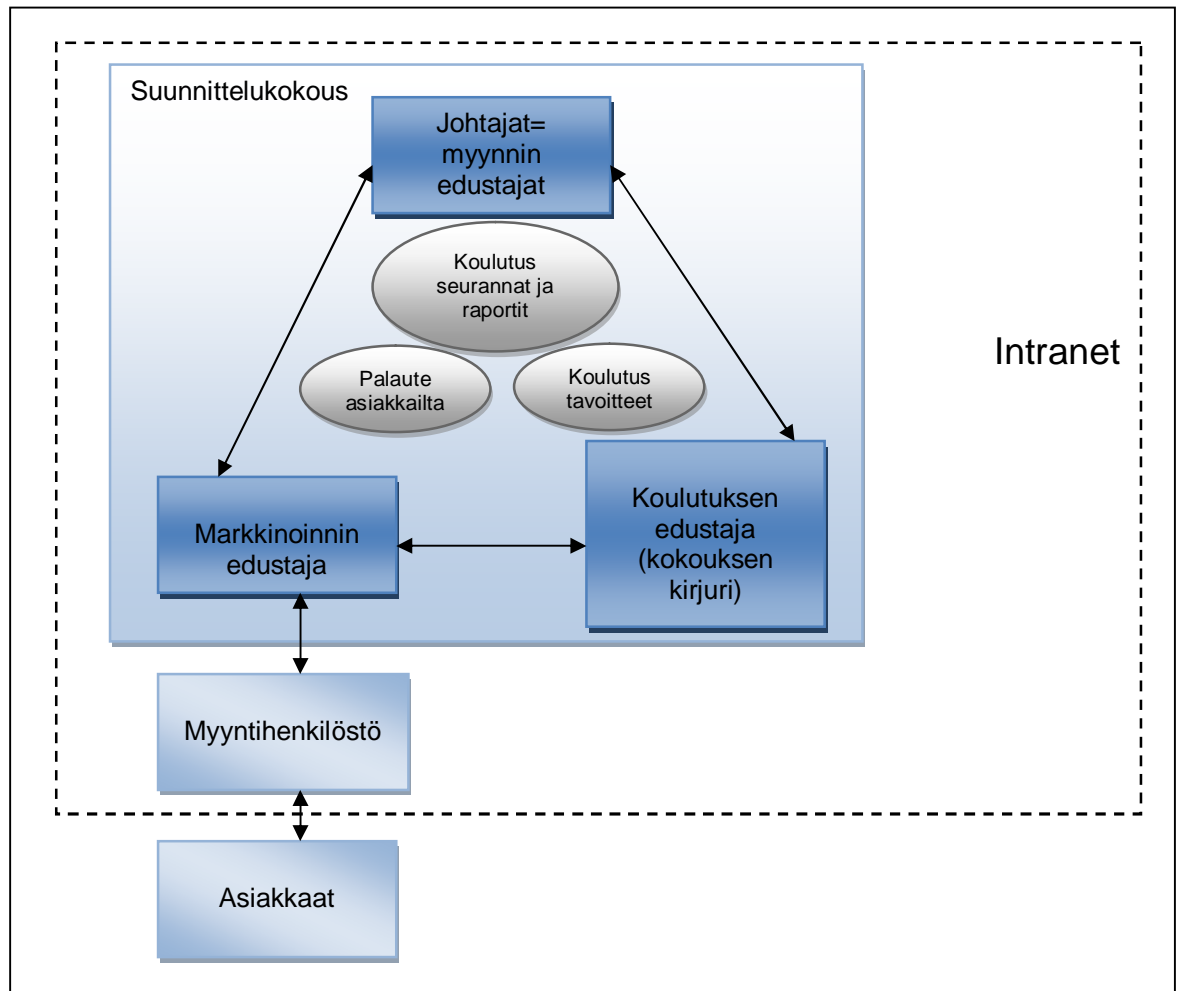 Suunnittelukokous
Johtajat=
myynnin
edustajat
Koulutus
seurannat ja
raportit
Palaute
asiakkailta
Koulutus
tavoitteet
Intranet
Markkinoinnin
edustaja
Koulutuksen
edustaja
(kokouksen
kirjuri)
Myyntihenkilöstö
Asiakkaat